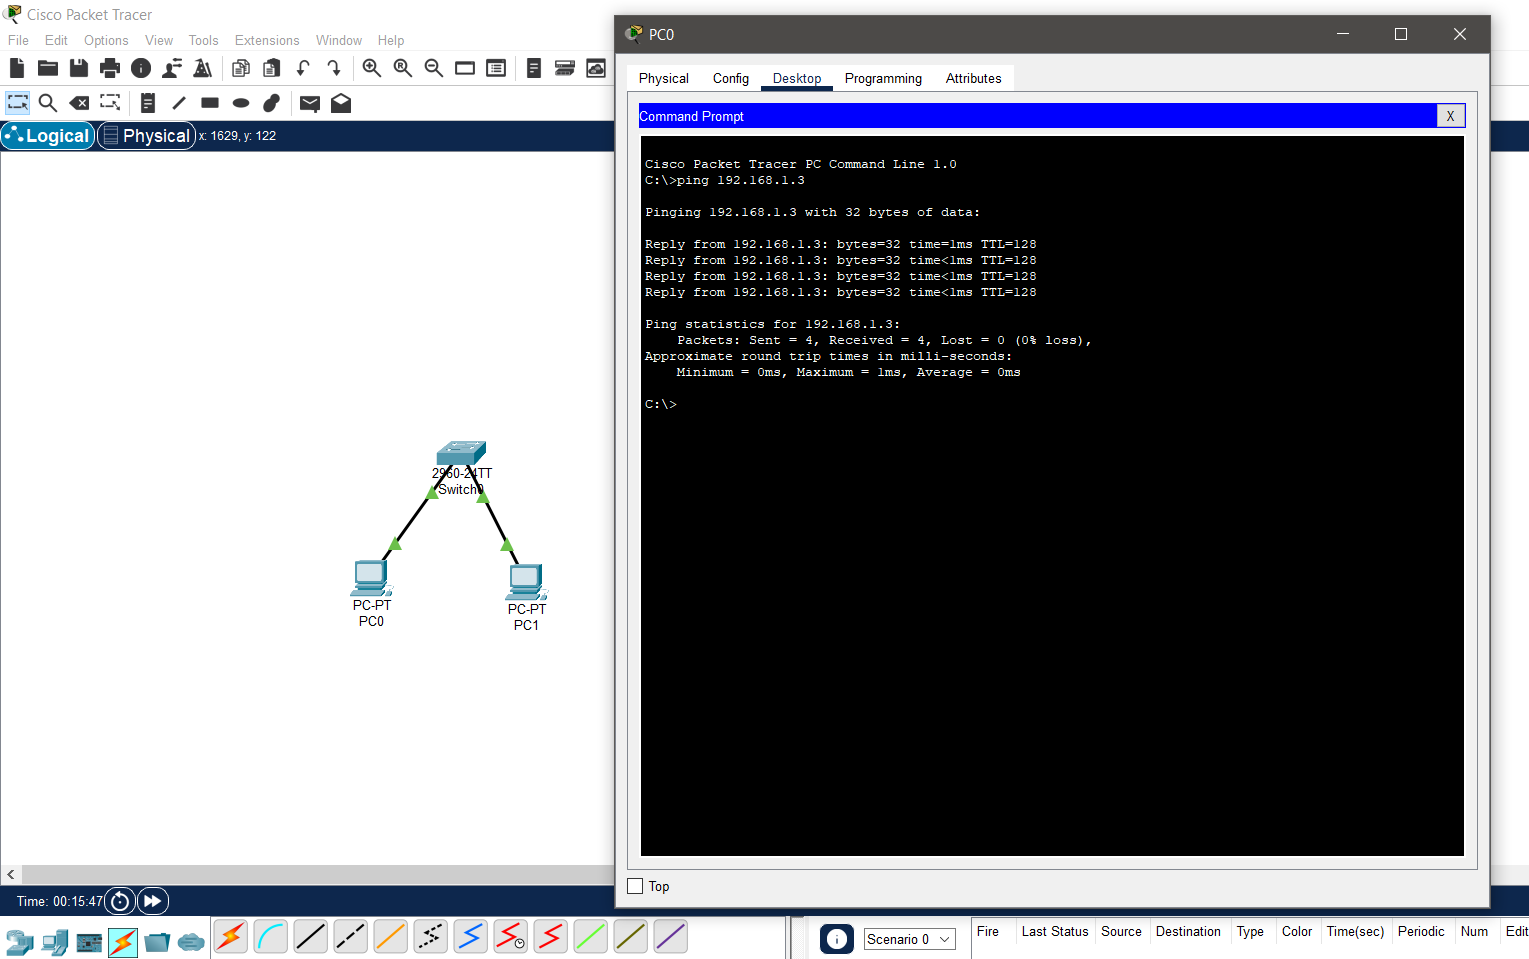 Cisco Packet Tracer
File Edit Options View Tools Extensions Window Help
Logical Physical x: 1629, y: 122
PC0
Physical Config Desktop Programming Attributes
Command Prompt X
Cisco Packet Tracer PC Command Line 1.0
C:\>ping 192.168.1.3
Pinging 192.168.1.3 with 32 bytes of data:
Reply from 192.168.1.3: bytes=32 time=1ms TTL=128
Reply from 192.168.1.3: bytes=32 time<1ms TTL=128
Reply from 192.168.1.3: bytes=32 time<1ms TTL=128
Reply from 192.168.1.3: bytes=32 time<1ms TTL=128
Ping statistics for 192.168.1.3:
Packets: Sent = 4, Received = 4, Lost = 0 (0% loss),
Approximate round trip times in milli-seconds:
Minimum = 0ms, Maximum = 1ms, Average = 0ms
C:\>
2960-24TT
Switch0
PC-PT
PC0
PC-PT
PC1
Top
Time: 00:15:47
Scenario 0
Fire Last Status Source Destination Type Color Time(sec) Periodic Num Edit